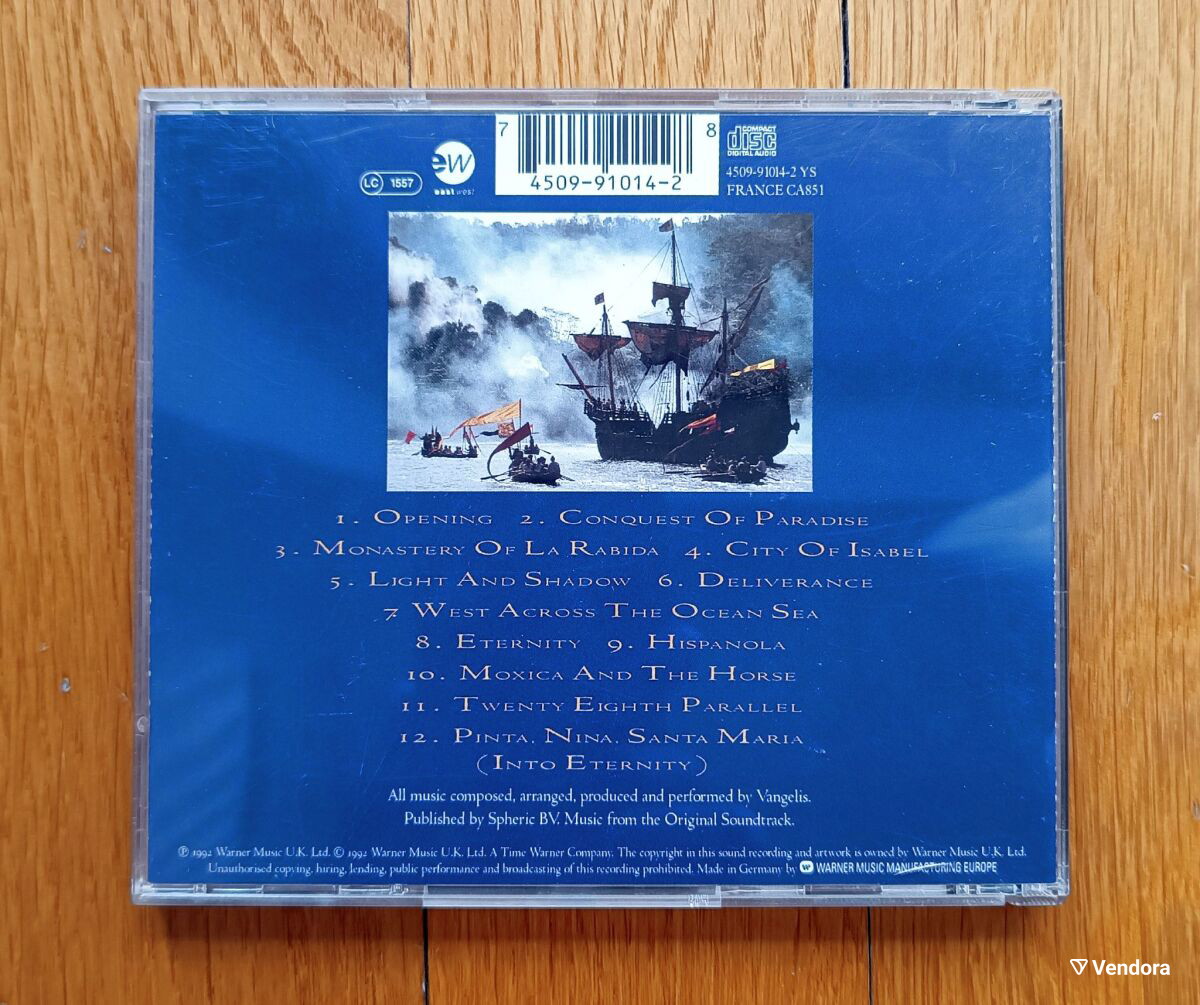 7 8
4509-91014-2
LC 1557
ew
east west
COMPACT
disc
DIGITAL AUDIO
4509-91014-2 YS
FRANCE CA851
1. OPENING 2. CONQUEST OF PARADISE
3. MONASTERY OF LA RABIDA 4. CITY OF ISABEL
5. LIGHT AND SHADOW 6. DELIVERANCE
7. WEST ACROSS THE OCEAN SEA
8. ETERNITY 9. HISPANOLA
10. MOXICA AND THE HORSE
11. TWENTY EIGHTH PARALLEL
12. PINTA, NINA, SANTA MARIA
(INTO ETERNITY)
All music composed, arranged, produced and performed by Vangelis.
Published by Spheric BV. Music from the Original Soundtrack.
℗ 1992 Warner Music U.K. Ltd. © 1992 Warner Music U.K. Ltd. A Time Warner Company. The copyright in this sound recording and artwork is owned by Warner Music U.K. Ltd.
Unauthorised copying, hiring, lending, public performance and broadcasting of this recording prohibited. Made in Germany by WARNER MUSIC MANUFACTURING EUROPE
Vendora